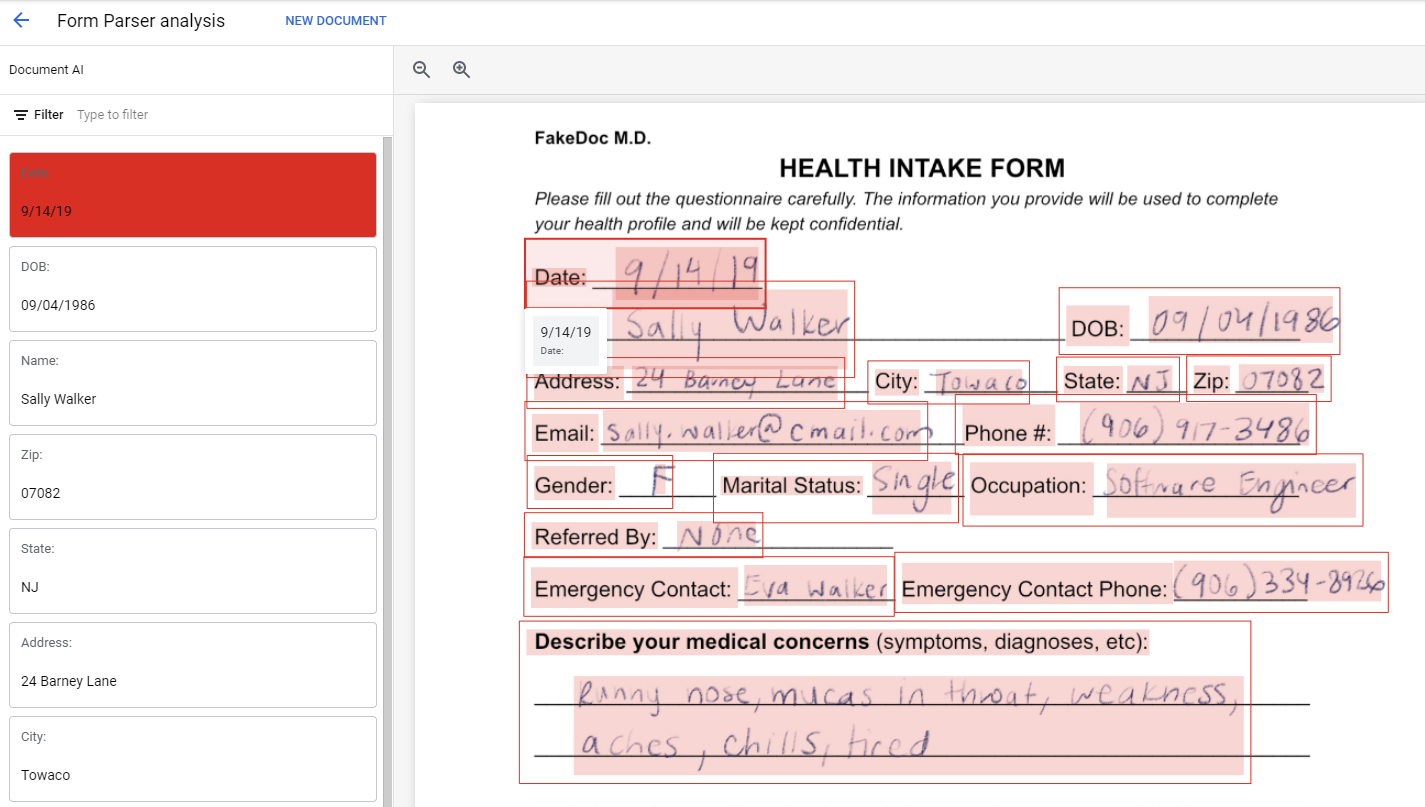 Form Parser analysis
NEW DOCUMENT
Document AI
Filter
Type to filter
Date:
9/14/19
DOB:
09/04/1986
Name:
Sally Walker
Zip:
07082
State:
NJ
Address:
24 Barney Lane
City:
Towaco
FakeDoc M.D.
HEALTH INTAKE FORM
Please fill out the questionnaire carefully. The information you provide will be used to complete
your health profile and will be kept confidential.
Date: 9/14/19
Sally Walker DOB: 09/04/1986
9/14/19
Date:
Address: 24 Barney Lane City: Towaco State: NJ Zip: 07082
Email: Sally.walker@cmail.com Phone #: (906) 917-3486
Gender: F Marital Status: Single Occupation: Software Engineer
Referred By: None
Emergency Contact: Eva Walker Emergency Contact Phone: (906) 334-8926
Describe your medical concerns (symptoms, diagnoses, etc):
Runny nose, mucas in throat, weakness,
aches, chills, tired